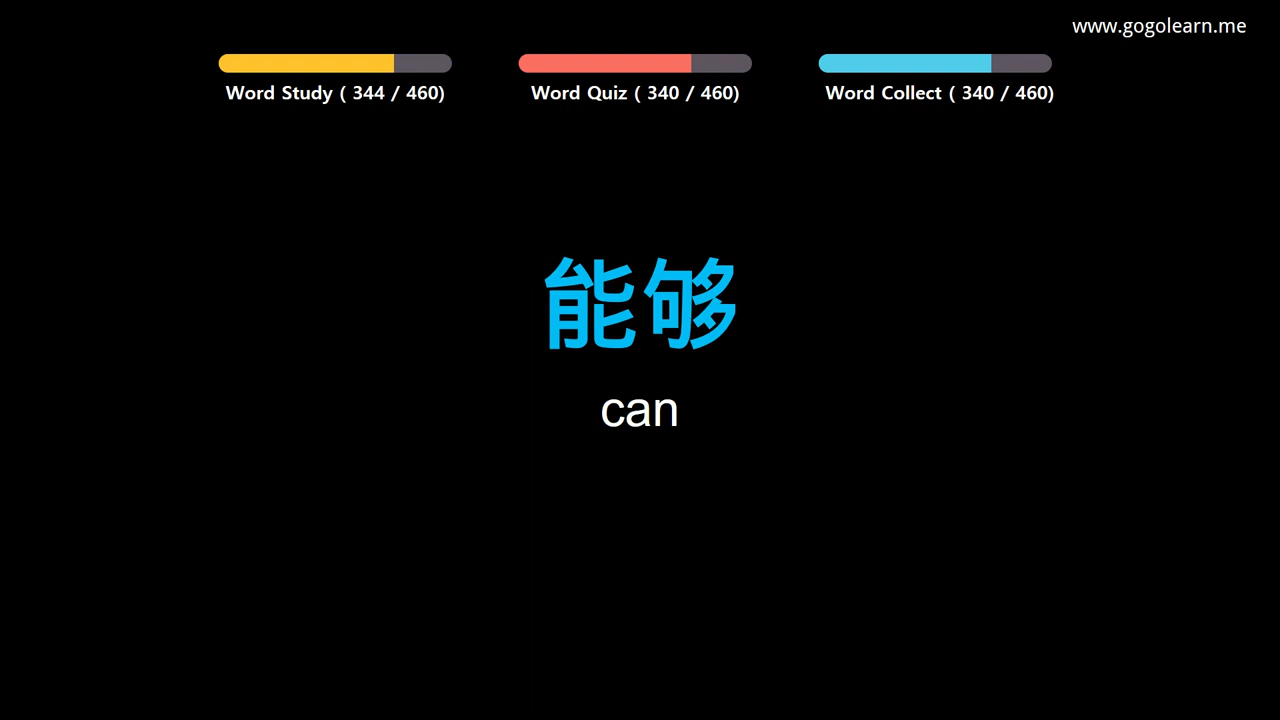 www.gogolearn.me
Word Study ( 344 / 460)
Word Quiz ( 340 / 460)
Word Collect ( 340 / 460)
能够
can